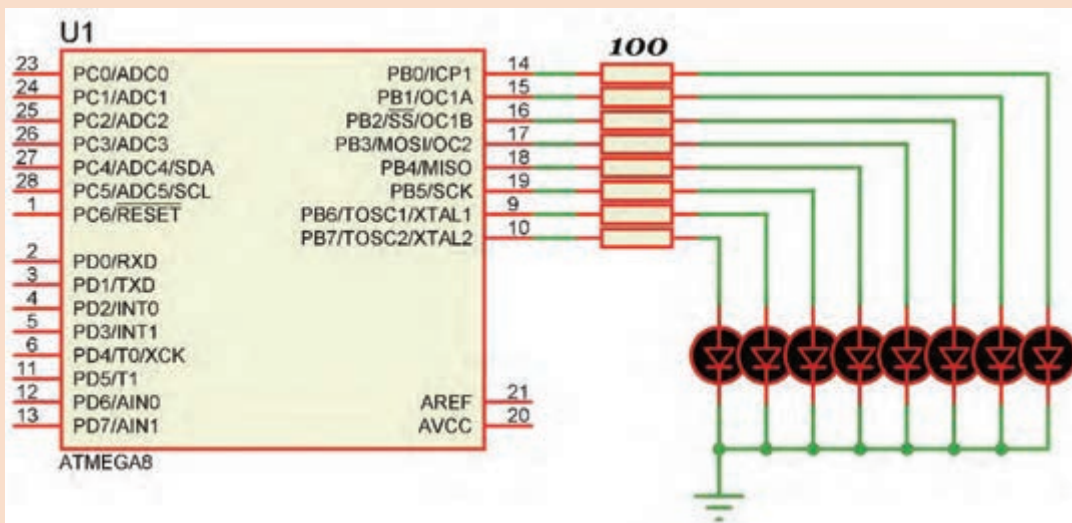 U1
100
23 PC0/ADC0
24 PC1/ADC1
25 PC2/ADC2
26 PC3/ADC3
27 PC4/ADC4/SDA
28 PC5/ADC5/SCL
1 PC6/RESET
2 PD0/RXD
3 PD1/TXD
4 PD2/INT0
5 PD3/INT1
6 PD4/T0/XCK
11 PD5/T1
12 PD6/AIN0
13 PD7/AIN1
PB0/ICP1 14
PB1/OC1A 15
PB2/SS/OC1B 16
PB3/MOSI/OC2 17
PB4/MISO 18
PB5/SCK 19
PB6/TOSC1/XTAL1 9
PB7/TOSC2/XTAL2 10
AREF 21
AVCC 20
ATMEGA8